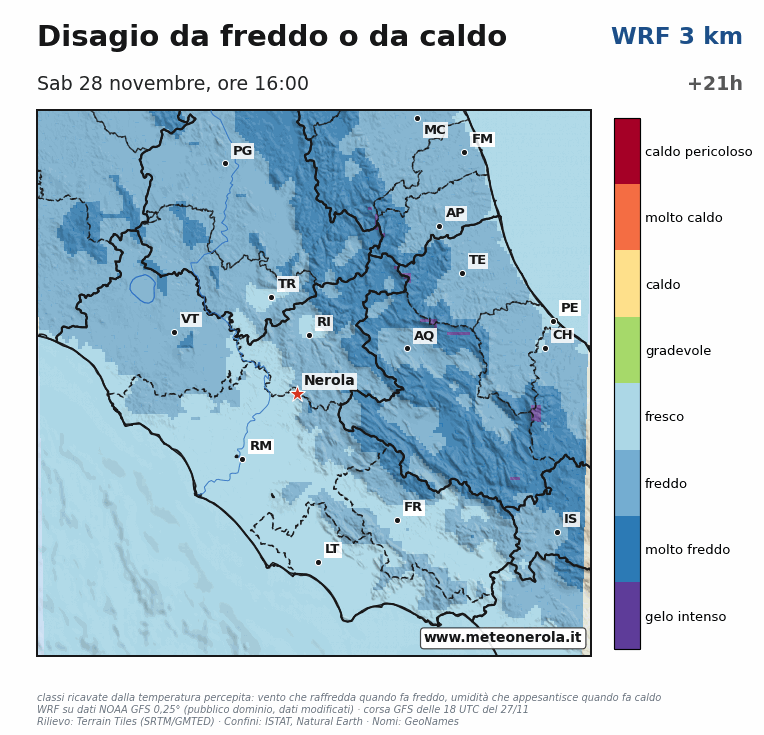 Disagio da freddo o da caldo
WRF 3 km
Sab 28 novembre, ore 16:00
+21h
MC
FM
PG
AP
TE
TR
PE
VT
RI
AQ
CH
Nerola
RM
FR
IS
LT
www.meteonerola.it
caldo pericoloso
molto caldo
caldo
gradevole
fresco
freddo
molto freddo
gelo intenso
classi ricavate dalla temperatura percepita: vento che raffredda quando fa freddo, umidità che appesantisce quando fa caldo
WRF su dati NOAA GFS 0,25° (pubblico dominio, dati modificati) · corsa GFS delle 18 UTC del 27/11
Rilievo: Terrain Tiles (SRTM/GMTED) · Confini: ISTAT, Natural Earth · Nomi: GeoNames